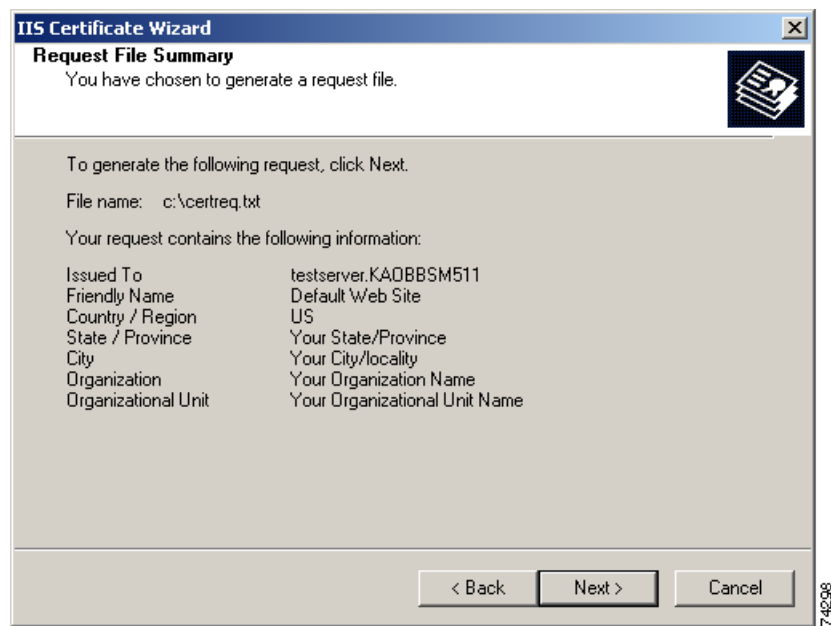 IIS Certificate Wizard
Request File Summary
You have chosen to generate a request file.
To generate the following request, click Next.
File name: c:\certreq.txt
Your request contains the following information:
Issued To testserver.KAOBBSM511
Friendly Name Default Web Site
Country / Region US
State / Province Your State/Province
City Your City/locality
Organization Your Organization Name
Organizational Unit Your Organizational Unit Name
< Back Next > Cancel
74298